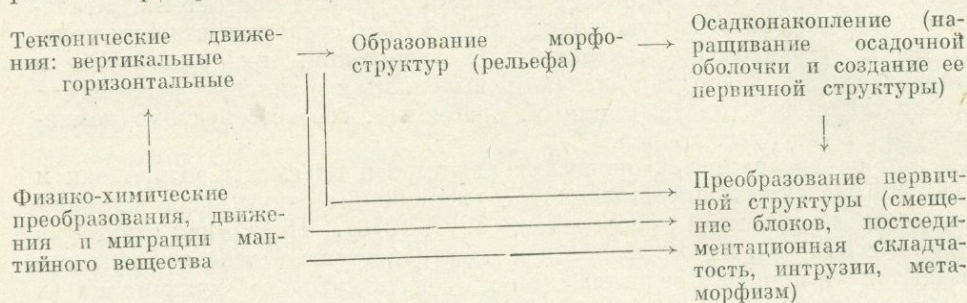 Тектонические движе-
ния: вертикальные
горизонтальные
Образование морфо-
структур (рельефа)
Осадконакопление (на-
ращивание осадочной
оболочки и создание ее
первичной структуры)
Физико-химические
преобразования, движе-
ния и миграции ман-
тийного вещества
Преобразование первич-
ной структуры (смеще-
ние блоков, постседи-
ментационная складча-
тость, интрузии, мета-
морфизм)